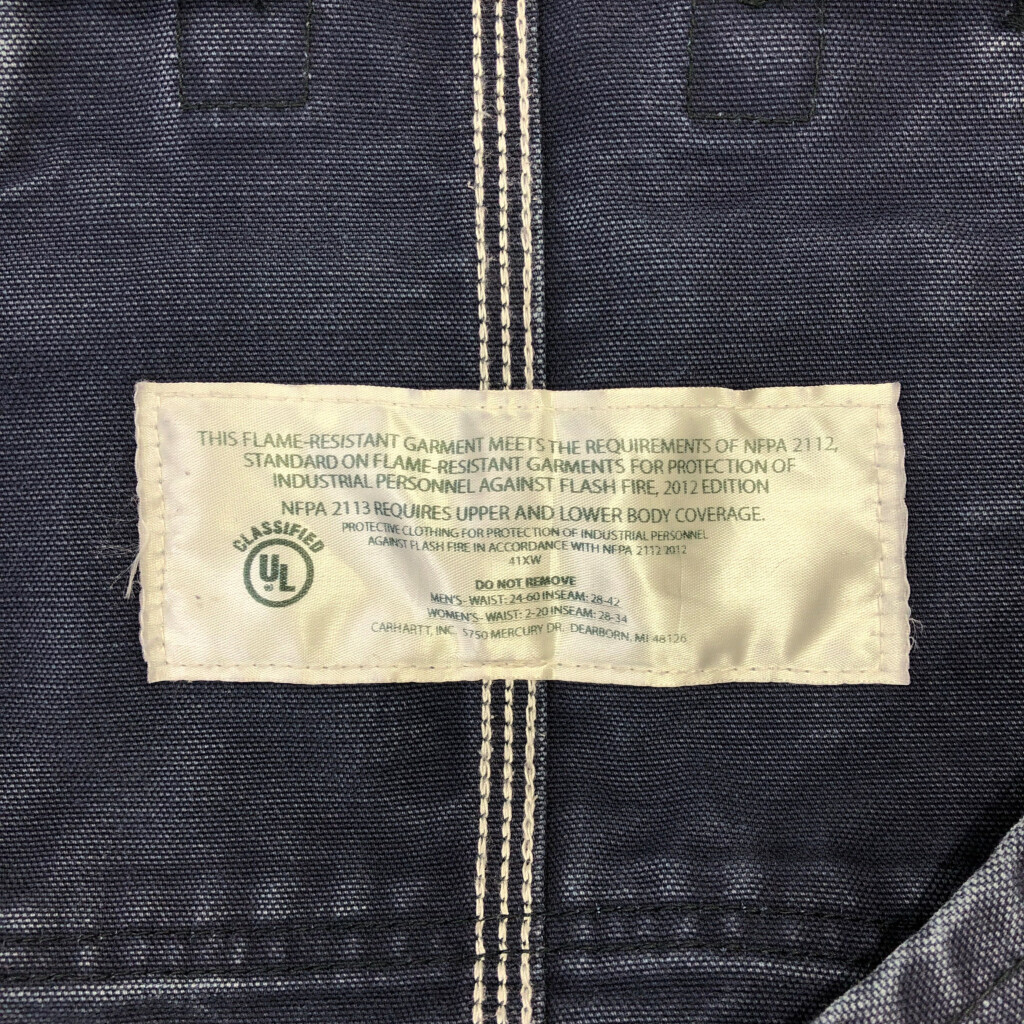 THIS FLAME-RESISTANT GARMENT MEETS THE REQUIREMENTS OF NFPA 2112,
STANDARD ON FLAME-RESISTANT GARMENTS FOR PROTECTION OF
INDUSTRIAL PERSONNEL AGAINST FLASH FIRE, 2012 EDITION
NFPA 2113 REQUIRES UPPER AND LOWER BODY COVERAGE.
PROTECTIVE CLOTHING FOR PROTECTION OF INDUSTRIAL PERSONNEL
AGAINST FLASH FIRE IN ACCORDANCE WITH NFPA 2112 2012
41XW
CLASSIFIED
UL
DO NOT REMOVE
MEN'S- WAIST: 24-60 INSEAM: 28-42
WOMEN'S- WAIST: 2-20 INSEAM: 28-34
CARHARTT, INC. 5750 MERCURY DR. DEARBORN, MI 48126